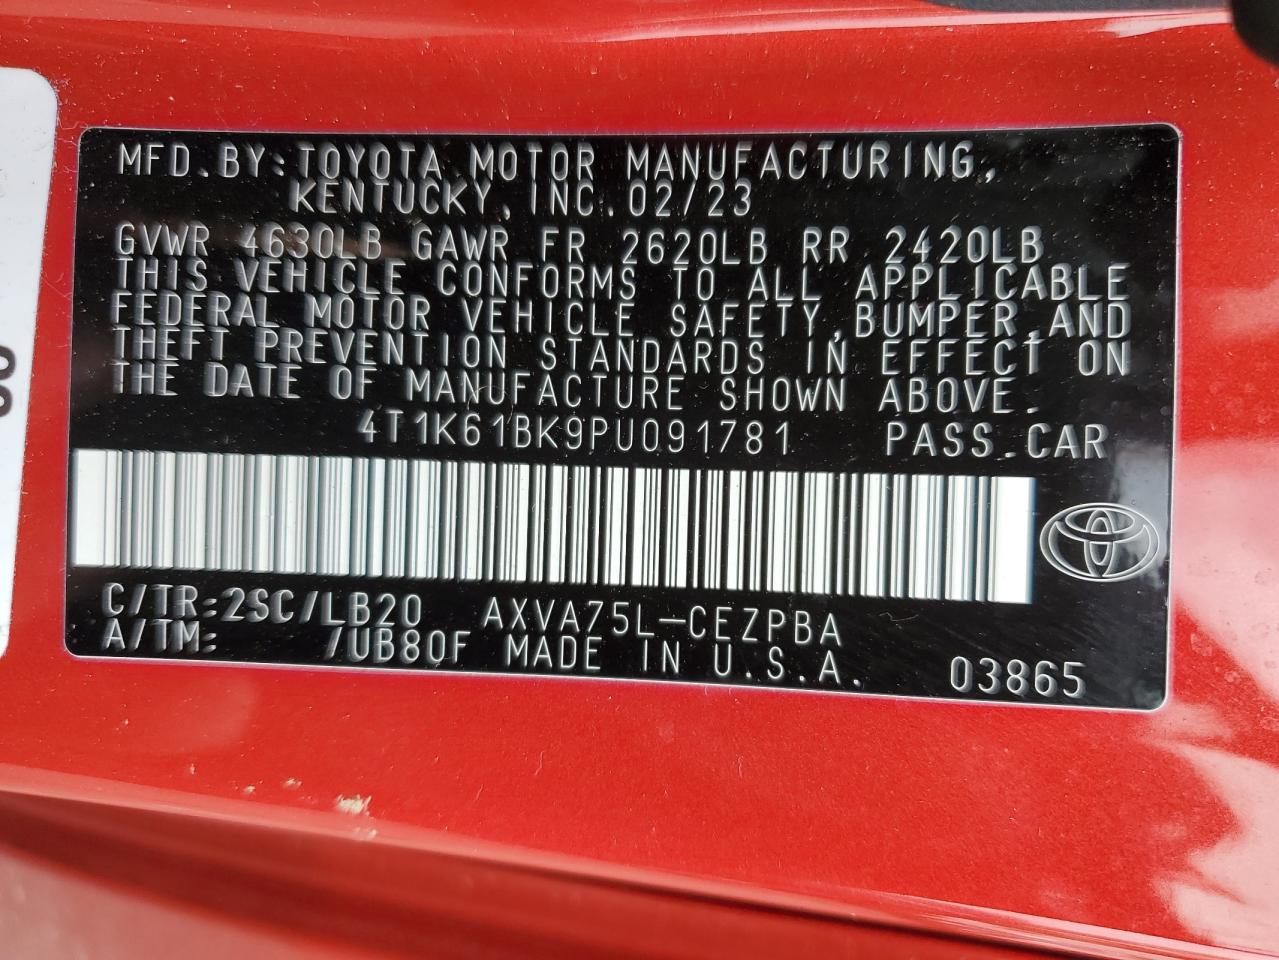 MFD.BY:TOYOTA MOTOR MANUFACTURING,
KENTUCKY,INC.02/23
GVWR 4630LB GAWR FR 2620LB RR 2420LB
THIS VEHICLE CONFORMS TO ALL APPLICABLE
FEDERAL MOTOR VEHICLE SAFETY,BUMPER,AND
THEFT PREVENTION STANDARDS IN EFFECT ON
THE DATE OF MANUFACTURE SHOWN ABOVE.
4T1K61BK9PU091781 PASS.CAR
C/TR:2SC/LB20 AXVA75L-CEZPBA
A/TM: /UB80F MADE IN U.S.A. 03865